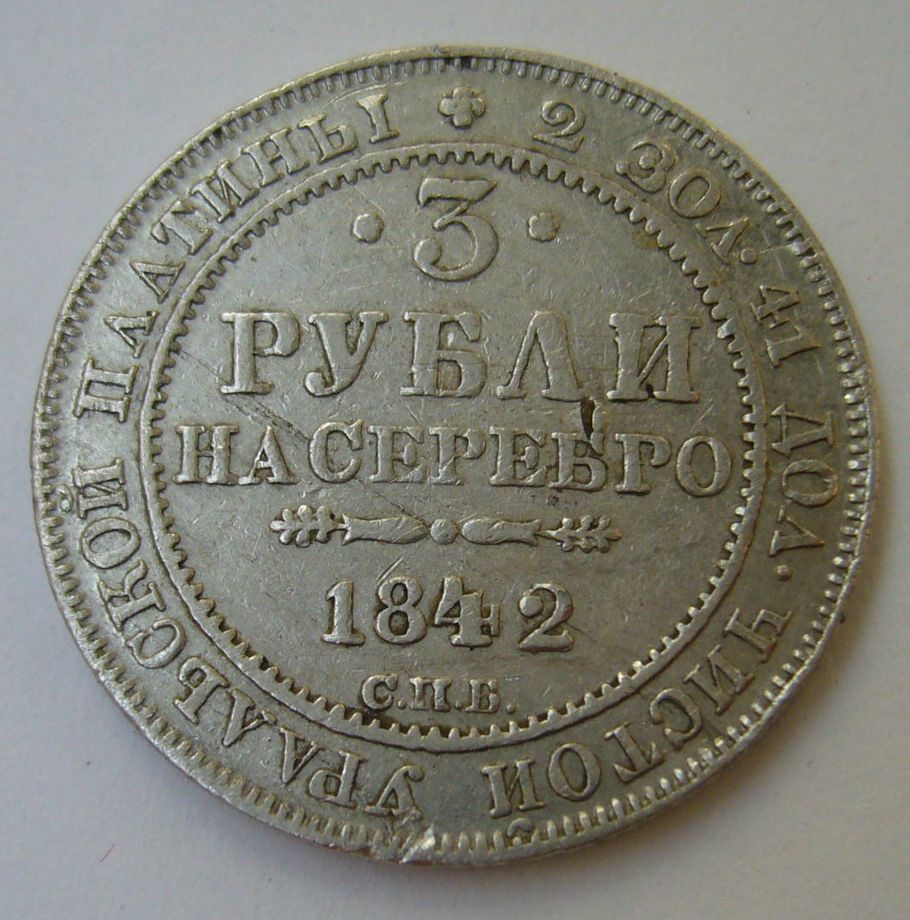 * 2 ЗОЛ. 41 ДОЛ. ЧИСТОЙ УРАЛЬСКОЙ ПЛАТИНЫ
· 3 ·
РУБЛИ
НА СЕРЕБРО
1842
С.П.Б.